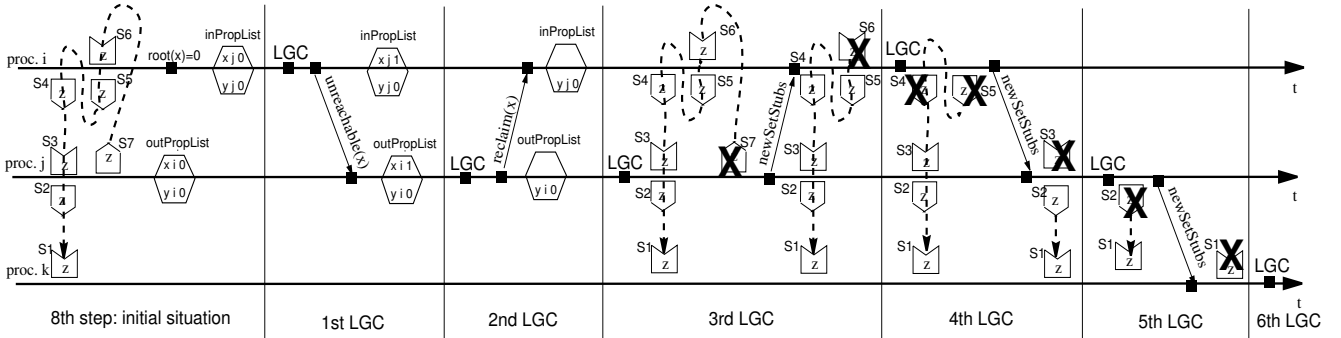 inPropList
inPropList
inPropList
S6
S6
S6
root(x)=0
LGC
x j 0
x j 1
y j 0
z
z
z
S4
LGC
proc. i
y j 0
y j 0
S4
z
z
S5
S4
z
z
S5
z
z
S5
S4
z
z
S5
t
unreachable(x)
reclaim(x)
newSetStubs
newSetStubs
outPropList
outPropList
outPropList
S3
z
z
S7
S3
z
z
S7
S3
z
S3
z
S3
z
x i 0
x i 1
LGC
LGC
LGC
proc. j
y i 0
y i 0
y i 0
S2
z
S2
z
S2
z
S2
z
S2
z
S2
z
t
newSetStubs
S1
z
S1
z
S1
z
S1
z
S1
z
S1
z
S1
z
LGC
proc. k
t
8th step: initial situation
1st LGC
2nd LGC
3rd LGC
4th LGC
5th LGC
6th LGC